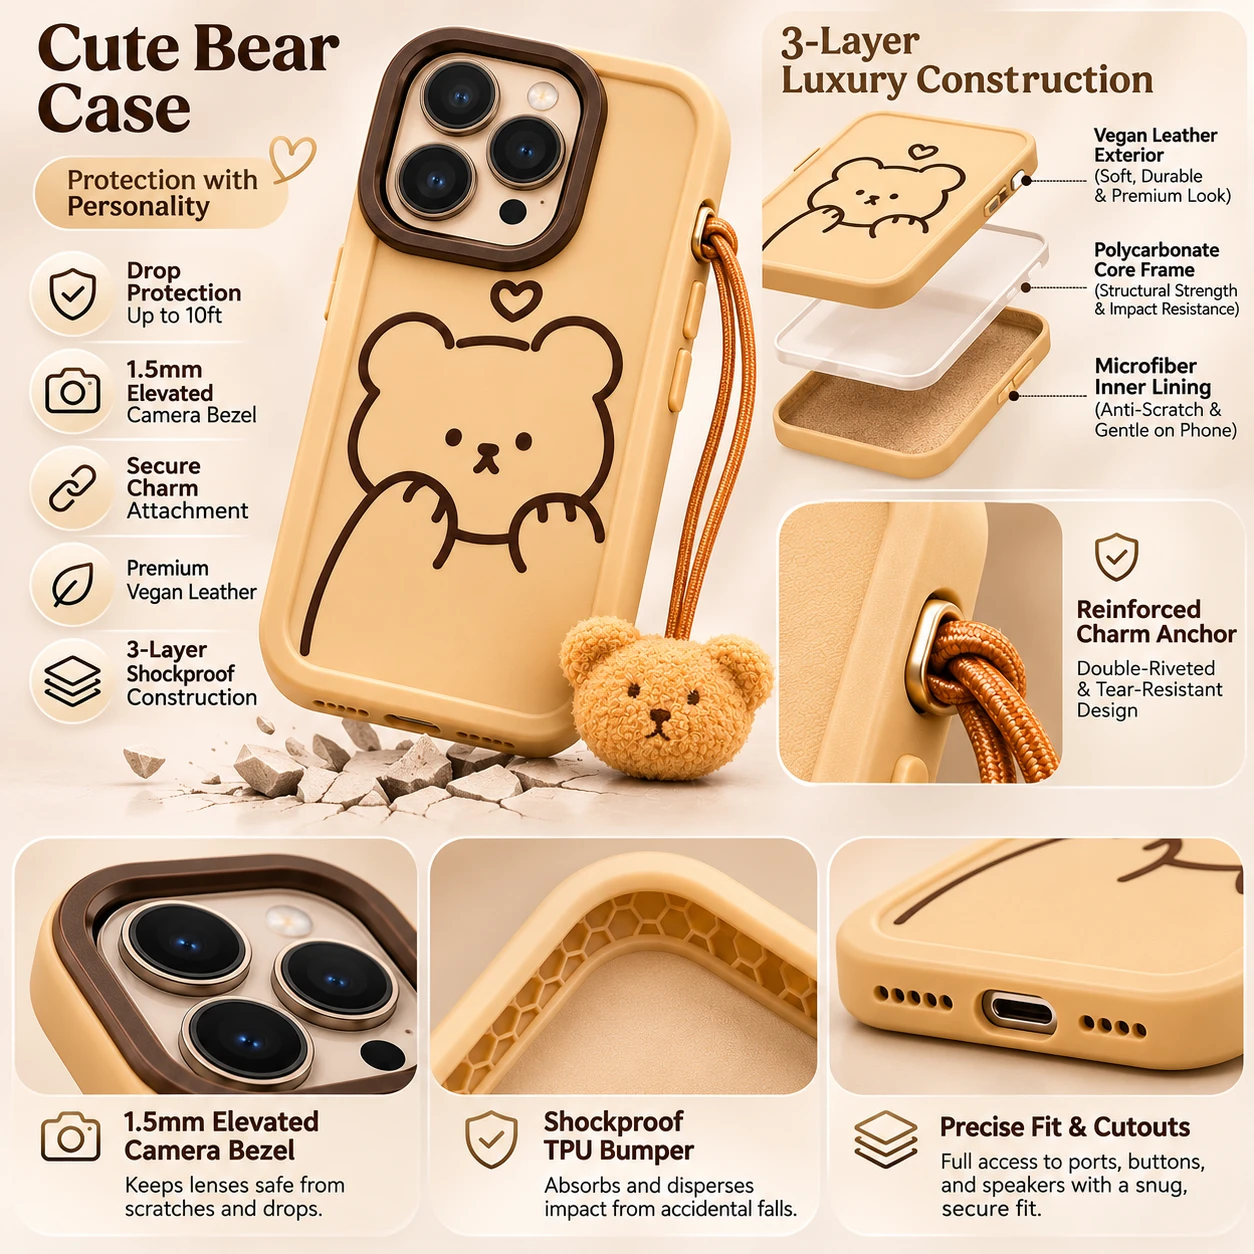 Cute Bear
Case
Protection with
Personality
Drop
Protection
Up to 10ft
1.5mm
Elevated
Camera Bezel
Secure
Charm
Attachment
Premium
Vegan Leather
3-Layer
Shockproof
Construction
3-Layer
Luxury Construction
Vegan Leather
Exterior
(Soft, Durable
& Premium Look)
Polycarbonate
Core Frame
(Structural Strength
& Impact Resistance)
Microfiber
Inner Lining
(Anti-Scratch &
Gentle on Phone)
Reinforced
Charm Anchor
Double-Riveted
& Tear-Resistant
Design
1.5mm Elevated
Camera Bezel
Keeps lenses safe from
scratches and drops.
Shockproof
TPU Bumper
Absorbs and disperses
impact from accidental falls.
Precise Fit & Cutouts
Full access to ports, buttons,
and speakers with a snug,
secure fit.